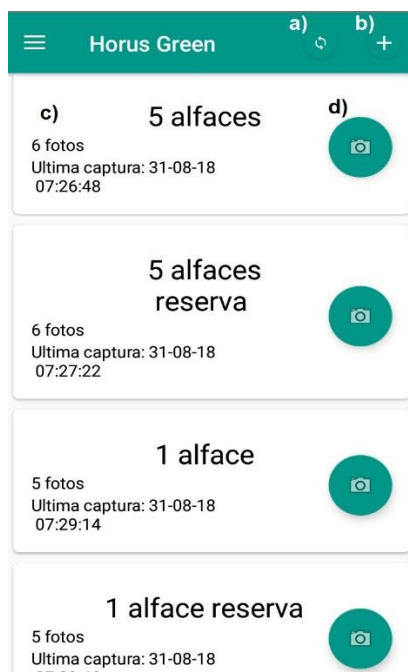 a) b)
Horus Green
c) 5 alfaces d)
6 fotos
Ultima captura: 31-08-18
07:26:48
5 alfaces
reserva
6 fotos
Ultima captura: 31-08-18
07:27:22
1 alface
5 fotos
Ultima captura: 31-08-18
07:29:14
1 alface reserva
5 fotos
Ultima captura: 31-08-18